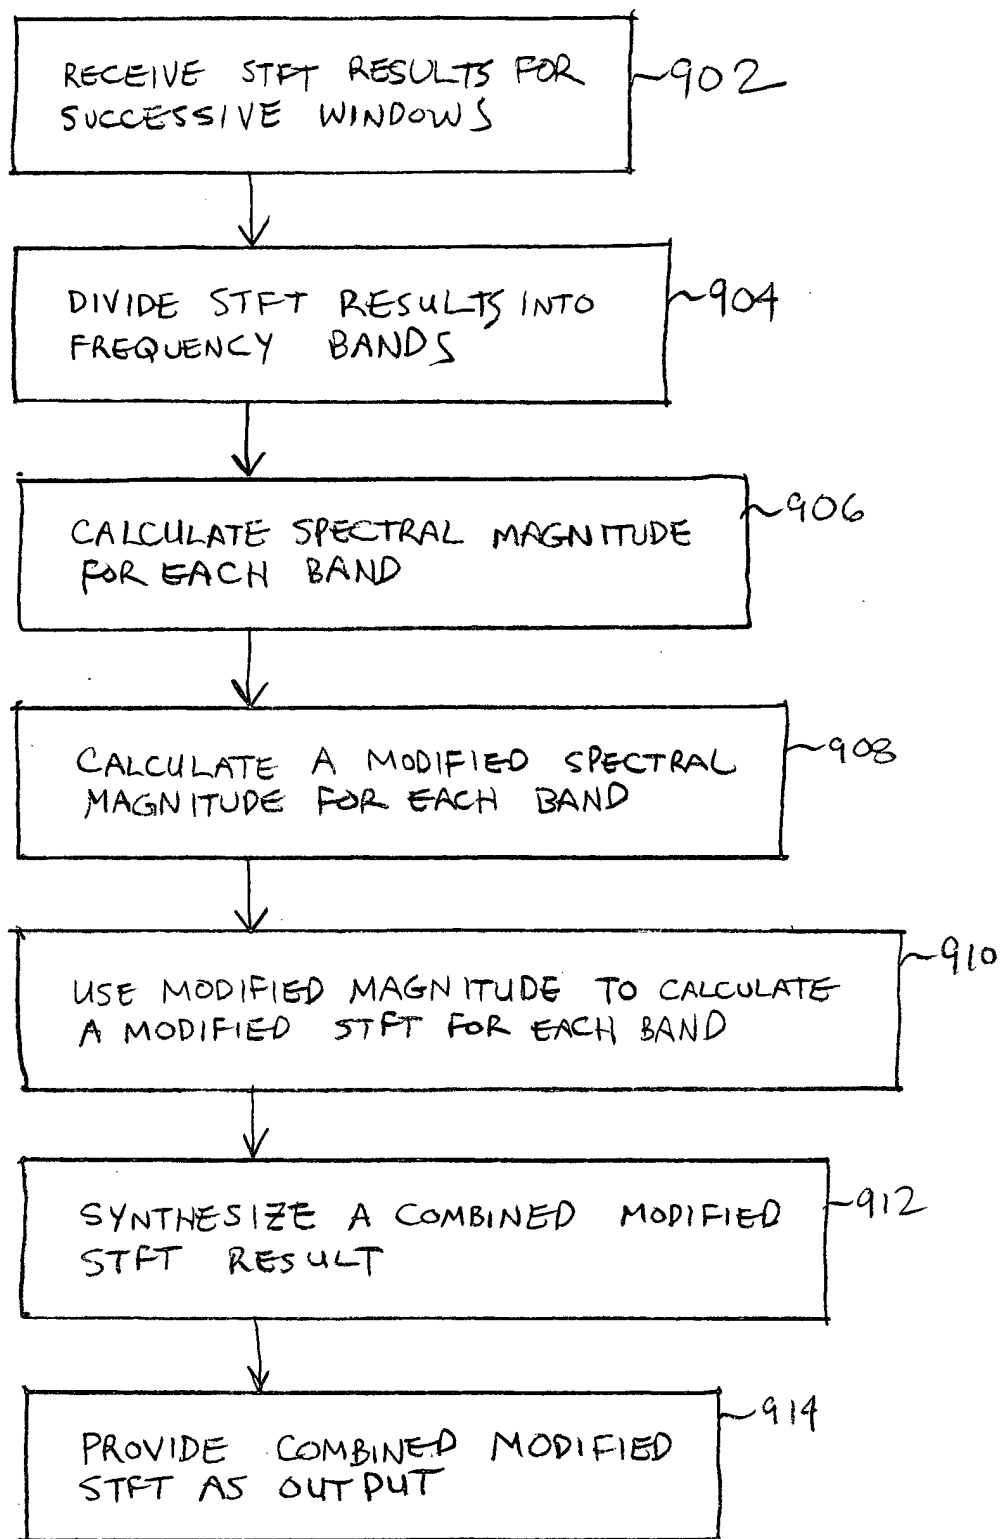 RECEIVE STFT RESULTS FOR
SUCCESSIVE WINDOWS
902
DIVIDE STFT RESULTS INTO
FREQUENCY BANDS
904
CALCULATE SPECTRAL MAGNITUDE
FOR EACH BAND
906
CALCULATE A MODIFIED SPECTRAL
MAGNITUDE FOR EACH BAND
908
USE MODIFIED MAGNITUDE TO CALCULATE
A MODIFIED STFT FOR EACH BAND
910
SYNTHESIZE A COMBINED MODIFIED
STFT RESULT
912
PROVIDE COMBINED MODIFIED
STFT AS OUTPUT
914